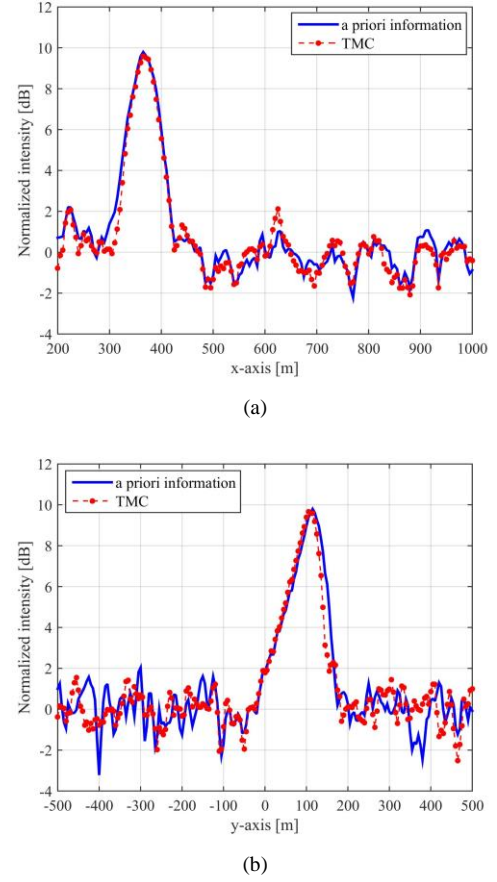 12
a priori information
TMC
10
8
6
4
2
0
-2
-4
Normalized intensity [dB]
200 300 400 500 600 700 800 900 1000
x-axis [m]
(a)
12
a priori information
TMC
10
8
6
4
2
0
-2
-4
Normalized intensity [dB]
-500 -400 -300 -200 -100 0 100 200 300 400 500
y-axis [m]
(b)